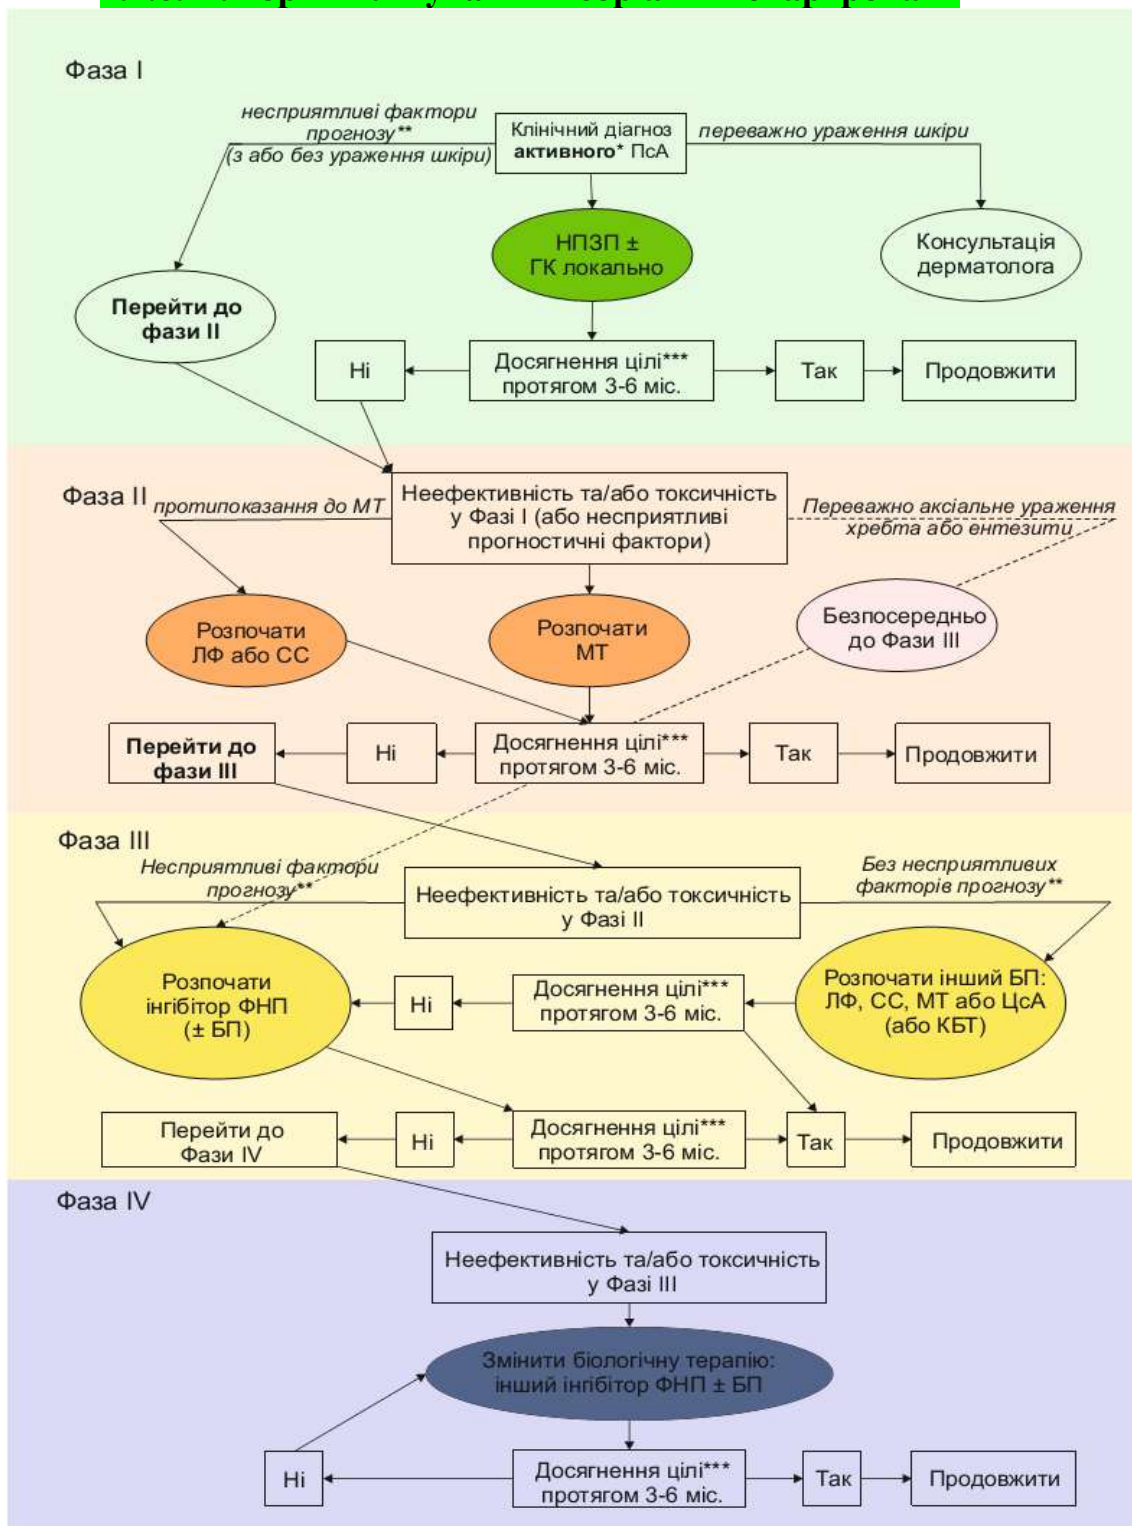 Фаза I
несприятливі фактори
прогнозу**
(з або без ураження шкіри)
Клінічний діагноз
активного* ПсА
переважно ураження шкіри
НПЗП ±
ГК локально
Консультація
дерматолога
Перейти до
фази II
Ні
Досягнення цілі***
протягом 3-6 міс.
Так
Продовжити
Фаза II
протипоказання до МТ
Неефективність та/або токсичність
у Фазі I (або несприятливі
прогностичні фактори)
Переважно аксіальне ураження
хребта або ентезити
Розпочати
ЛФ або СС
Розпочати
МТ
Безпосередньо
до Фази III
Перейти до
фази III
Ні
Досягнення цілі***
протягом 3-6 міс.
Так
Продовжити
Фаза III
Несприятливі фактори
прогнозу**
Неефективність та/або токсичність
у Фазі II
Без несприятливих
факторів прогнозу**
Розпочати
інгібітор ФНП
(± БП)
Ні
Досягнення цілі***
протягом 3-6 міс.
Розпочати інший БП:
ЛФ, СС, МТ або ЦсА
(або КБТ)
Перейти до
Фази IV
Ні
Досягнення цілі***
протягом 3-6 міс.
Так
Продовжити
Фаза IV
Неефективність та/або токсичність
у Фазі III
Змінити біологічну терапію:
інший інгібітор ФНП ± БП
Ні
Досягнення цілі***
протягом 3-6 міс.
Так
Продовжити